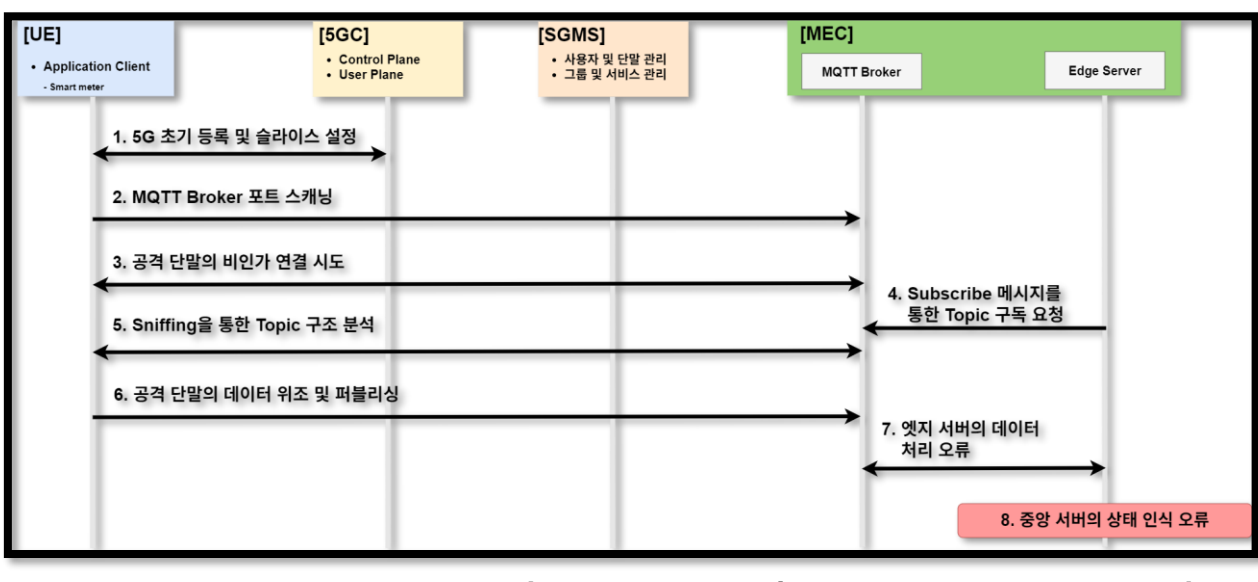 [UE]
• Application Client
- Smart meter
[5GC]
• Control Plane
• User Plane
[SGMS]
• 사용자 및 단말 관리
• 그룹 및 서비스 관리
[MEC]
MQTT Broker
Edge Server
1. 5G 초기 등록 및 슬라이스 설정
2. MQTT Broker 포트 스캐닝
3. 공격 단말의 비인가 연결 시도
4. Subscribe 메시지를
통한 Topic 구독 요청
5. Sniffing을 통한 Topic 구조 분석
6. 공격 단말의 데이터 위조 및 퍼블리싱
7. 엣지 서버의 데이터
처리 오류
8. 중앙 서버의 상태 인식 오류